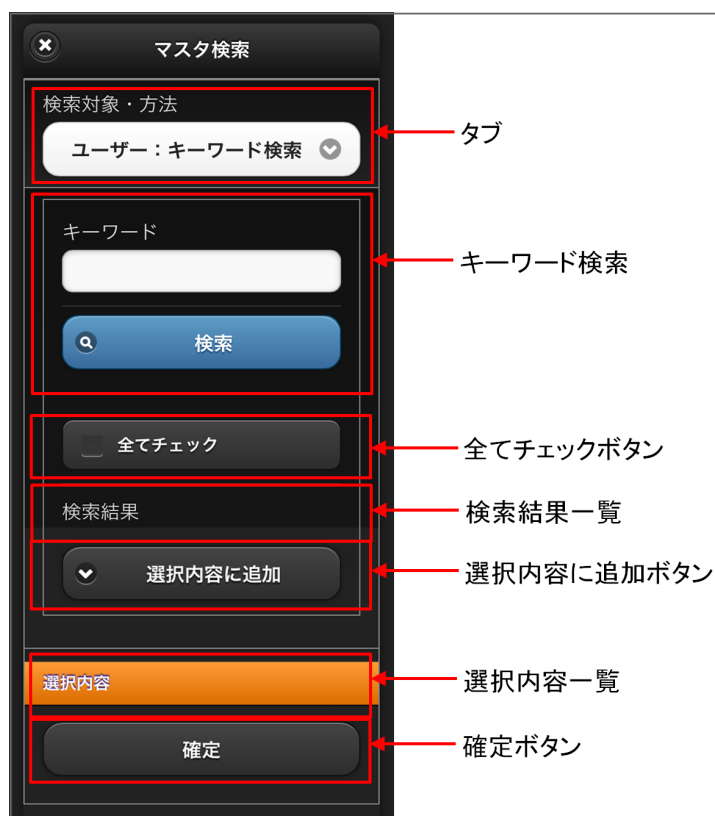 マスタ検索
検索対象・方法
ユーザー：キーワード検索
タブ
キーワード
キーワード検索
検索
全てチェック
全てチェックボタン
検索結果
検索結果一覧
選択内容に追加
選択内容に追加ボタン
選択内容
選択内容一覧
確定
確定ボタン